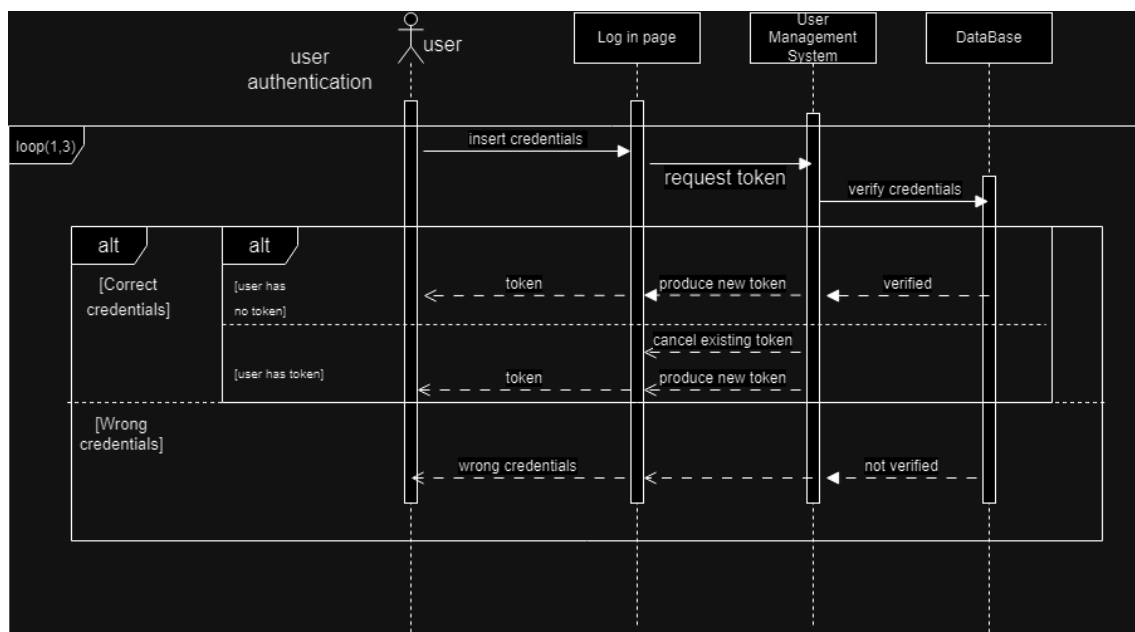 user
authentication
user
Log in page
User
Management
System
DataBase
loop(1,3)
insert credentials
request token
verify credentials
alt
alt
[Correct
credentials]
[user has
no token]
token
produce new token
verified
cancel existing token
[user has token]
token
produce new token
[Wrong
credentials]
wrong credentials
not verified